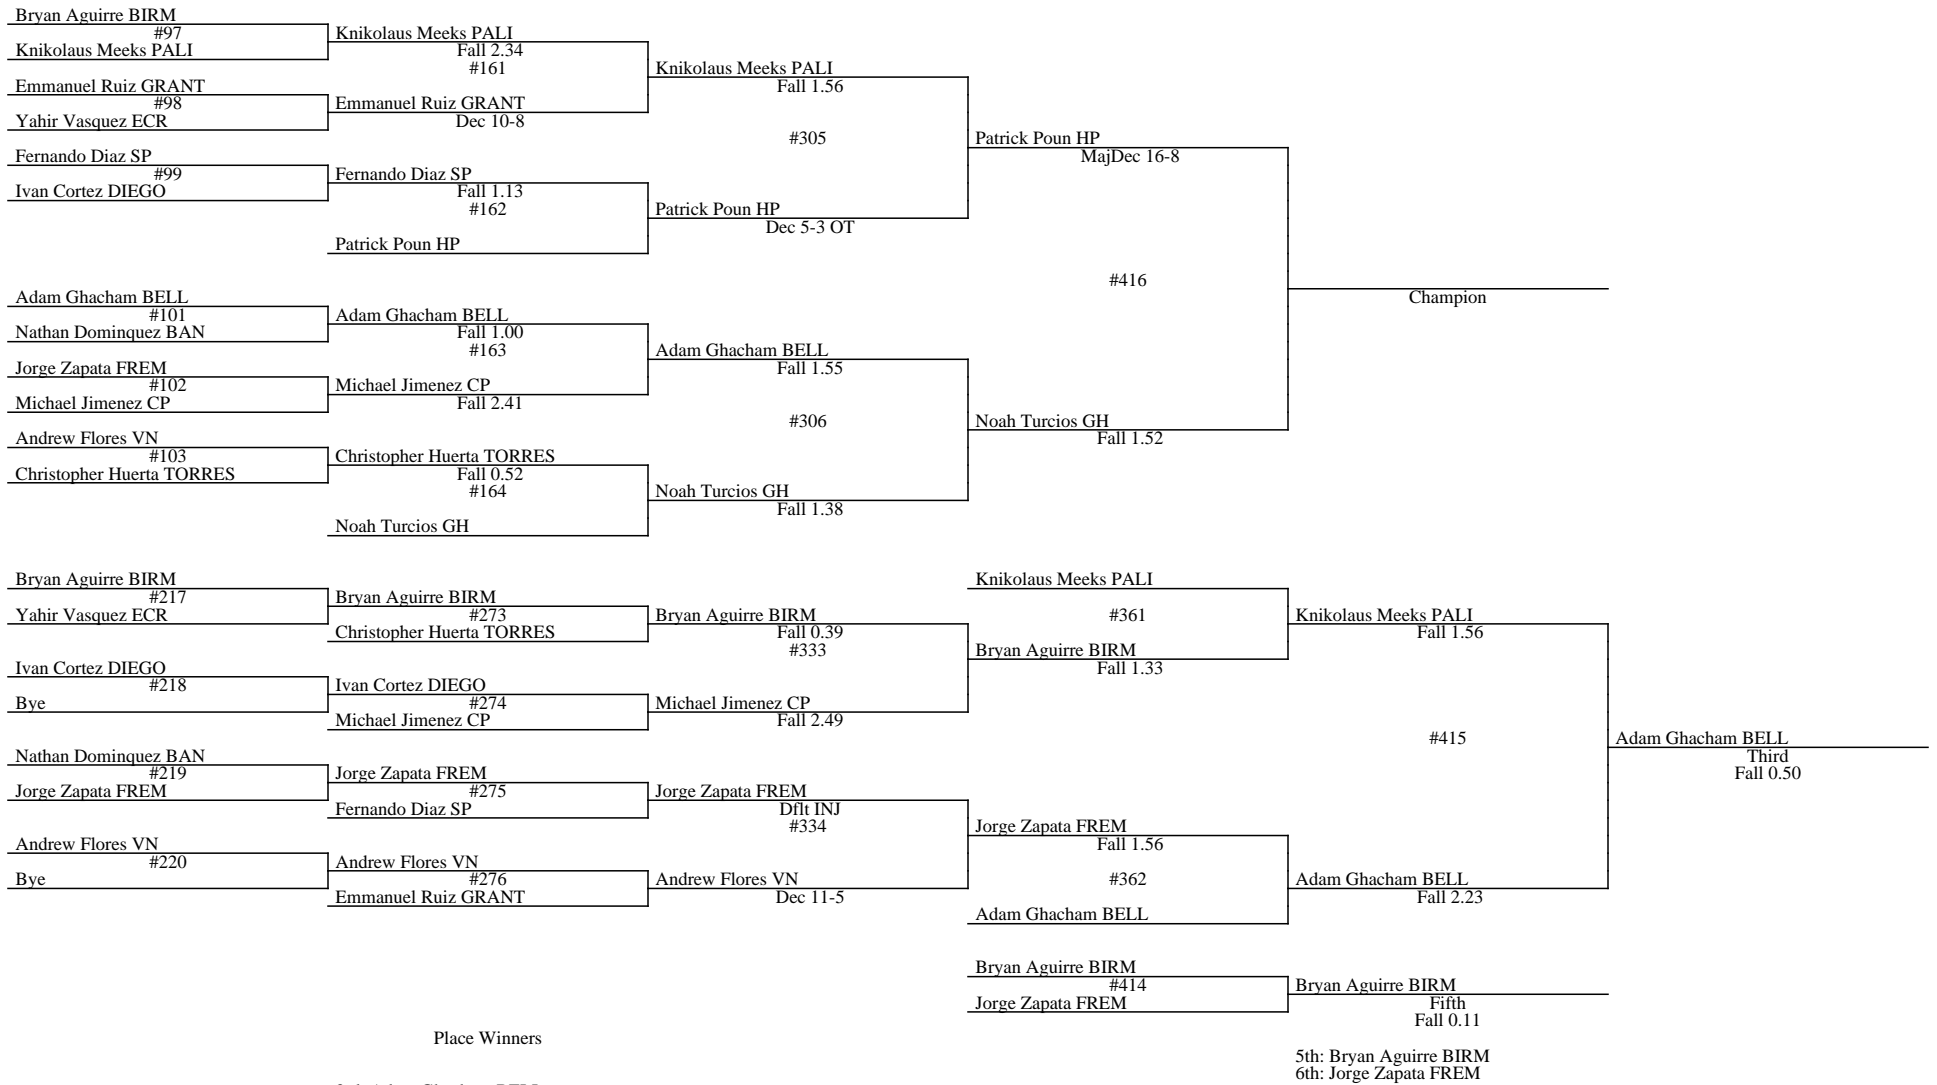 Bryan Aguirre BIRM
#97
Knikolaus Meeks PALI
Emmanuel Ruiz GRANT
#98
Yahir Vasquez ECR
Fernando Diaz SP
#99
Ivan Cortez DIEGO
Adam Ghacham BELL
#101
Nathan Dominquez BAN
Jorge Zapata FREM
#102
Michael Jimenez CP
Andrew Flores VN
#103
Christopher Huerta TORRES
Knikolaus Meeks PALI
Fall 2.34
#161
Emmanuel Ruiz GRANT
Dec 10-8
Fernando Diaz SP
Fall 1.13
#162
Patrick Poun HP
Adam Ghacham BELL
Fall 1.00
#163
Michael Jimenez CP
Fall 2.41
Christopher Huerta TORRES
Fall 0.52
#164
Noah Turcios GH
Knikolaus Meeks PALI
Fall 1.56
#305
Patrick Poun HP
Dec 5-3 OT
Adam Ghacham BELL
Fall 1.55
#306
Noah Turcios GH
Fall 1.38
Patrick Poun HP
MajDec 16-8
#416
Noah Turcios GH
Fall 1.52
Champion
Bryan Aguirre BIRM
#217
Yahir Vasquez ECR
Ivan Cortez DIEGO
#218
Bye
Nathan Dominquez BAN
#219
Jorge Zapata FREM
Andrew Flores VN
#220
Bye
Bryan Aguirre BIRM
#273
Christopher Huerta TORRES
Ivan Cortez DIEGO
#274
Michael Jimenez CP
Jorge Zapata FREM
#275
Fernando Diaz SP
Andrew Flores VN
#276
Emmanuel Ruiz GRANT
Bryan Aguirre BIRM
Fall 0.39
#333
Michael Jimenez CP
Fall 2.49
Jorge Zapata FREM
Dflt INJ
#334
Andrew Flores VN
Dec 11-5
Knikolaus Meeks PALI
#361
Bryan Aguirre BIRM
Fall 1.33
Jorge Zapata FREM
Fall 1.56
#362
Adam Ghacham BELL
Knikolaus Meeks PALI
Fall 1.56
#415
Adam Ghacham BELL
Fall 2.23
Adam Ghacham BELL
Third
Fall 0.50
Bryan Aguirre BIRM
#414
Jorge Zapata FREM
Bryan Aguirre BIRM
Fifth
Fall 0.11
Place Winners
5th: Bryan Aguirre BIRM
6th: Jorge Zapata FREM